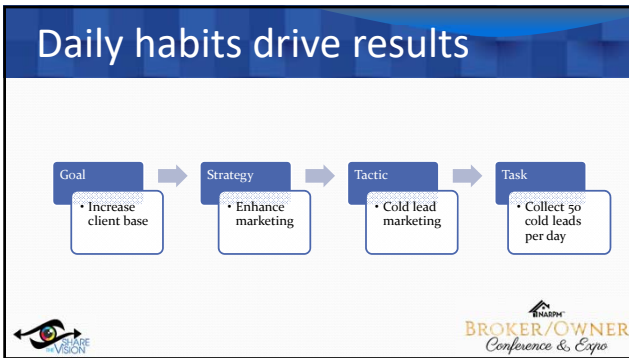 Daily habits drive results
Goal
• Increase
client base
Strategy
• Enhance
marketing
Tactic
• Cold lead
marketing
Task
• Collect 50
cold leads
per day
SHARE
THE VISION
NARPM
BROKER/OWNER
Conference & Expo